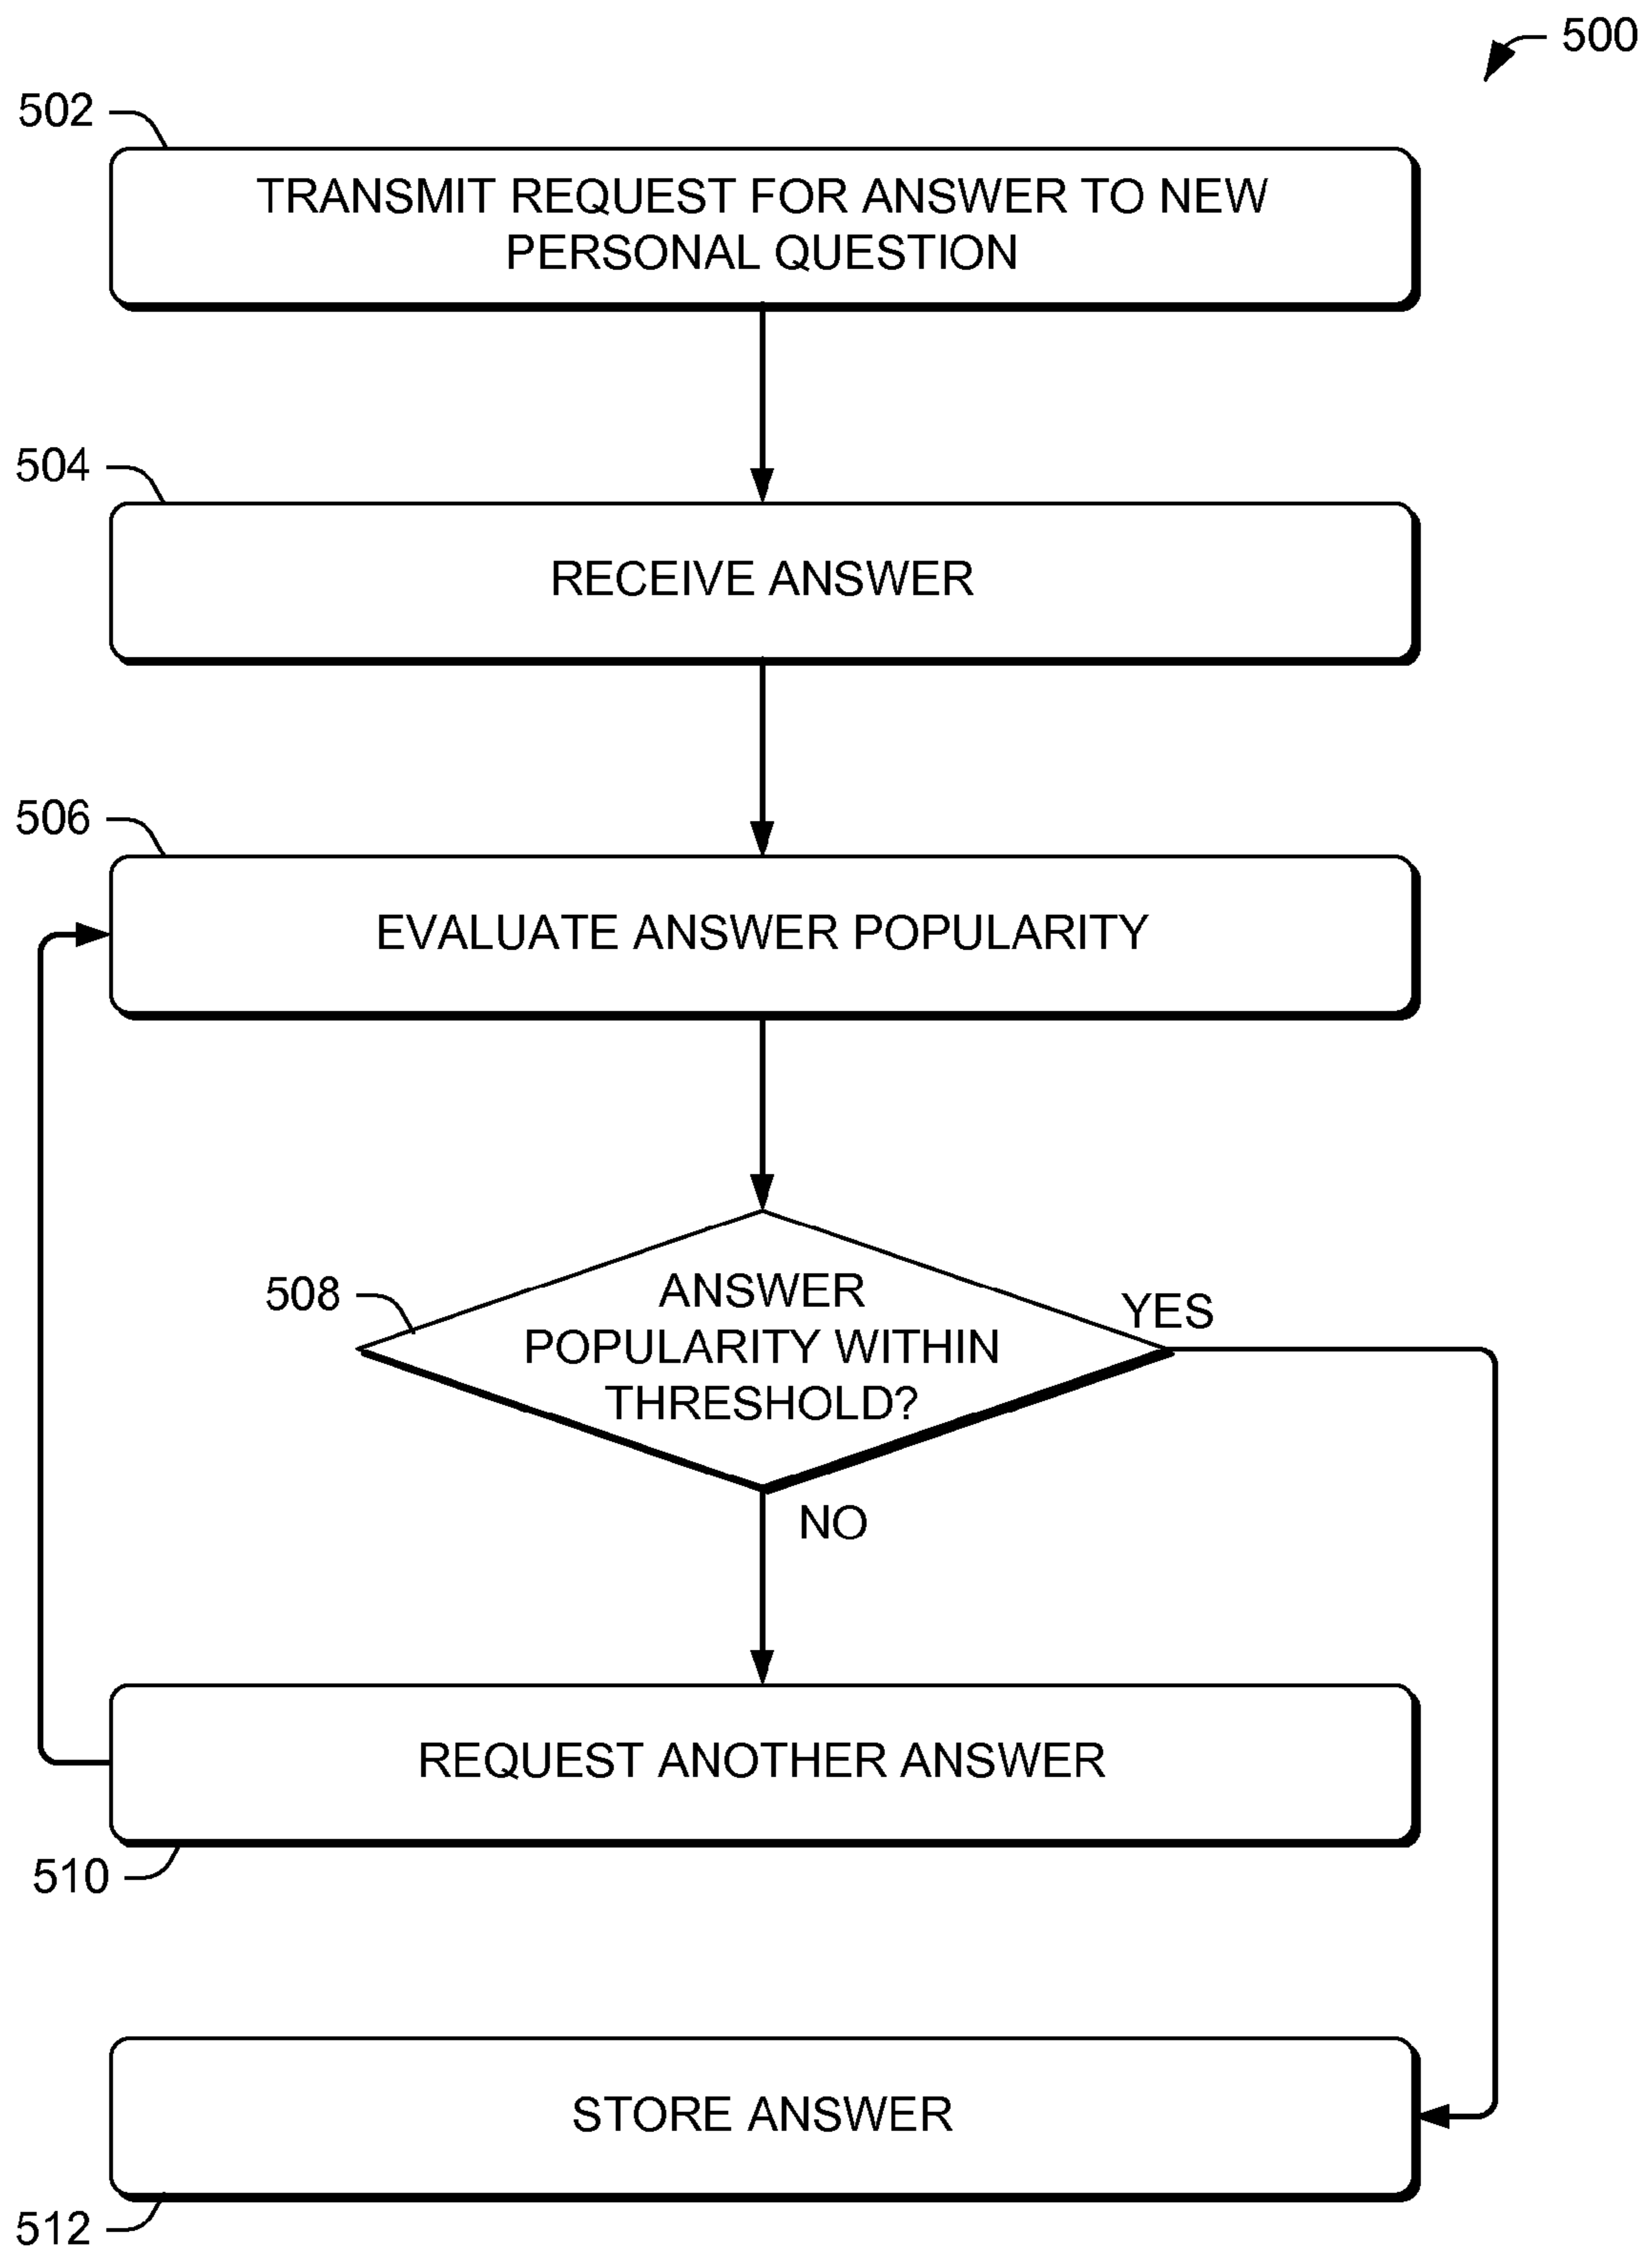 500
502
TRANSMIT REQUEST FOR ANSWER TO NEW
PERSONAL QUESTION
504
RECEIVE ANSWER
506
EVALUATE ANSWER POPULARITY
508
ANSWER
POPULARITY WITHIN
THRESHOLD?
YES
NO
REQUEST ANOTHER ANSWER
510
STORE ANSWER
512